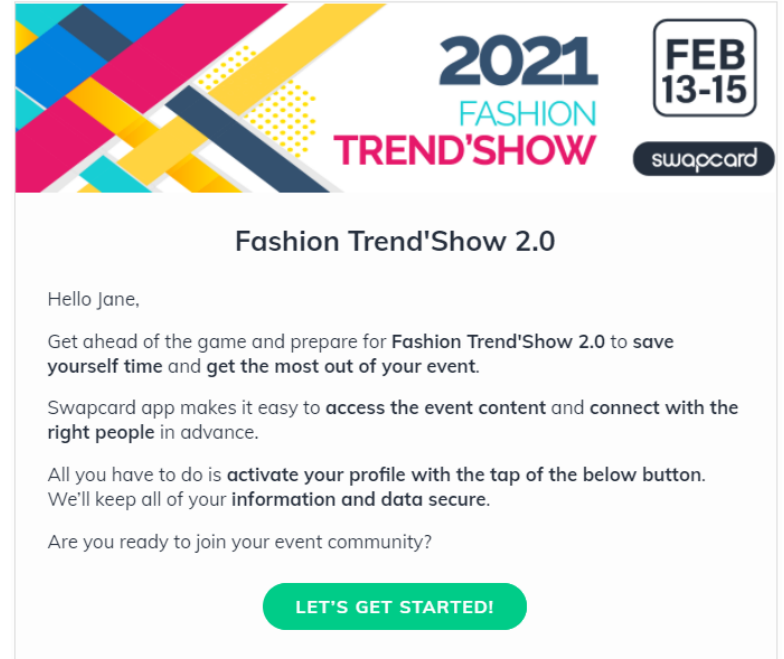 2021
FASHION
TREND'SHOW
FEB
13-15
swapcard
Fashion Trend'Show 2.0
Hello Jane,
Get ahead of the game and prepare for Fashion Trend'Show 2.0 to save
yourself time and get the most out of your event.
Swapcard app makes it easy to access the event content and connect with the
right people in advance.
All you have to do is activate your profile with the tap of the below button.
We'll keep all of your information and data secure.
Are you ready to join your event community?
LET'S GET STARTED!